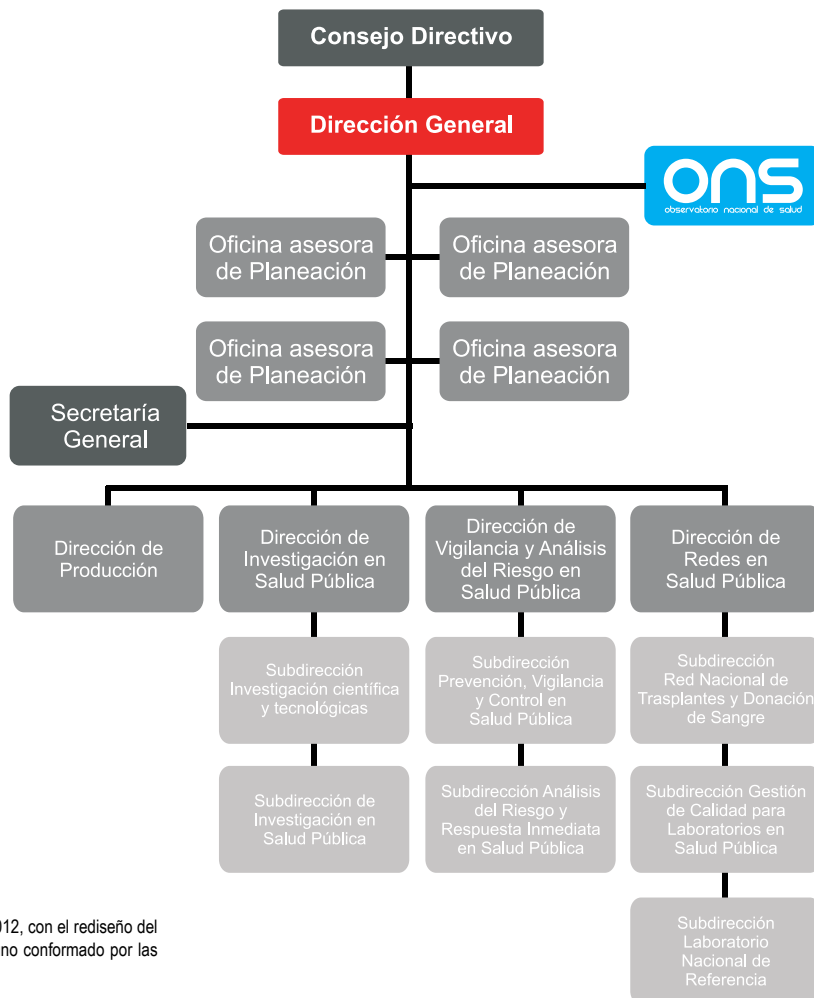 Consejo Directivo
Dirección General
ons
observatorio nacional de salud
Oficina asesora
de Planeación
Oficina asesora
de Planeación
Oficina asesora
de Planeación
Oficina asesora
de Planeación
Secretaría
General
Dirección de
Producción
Dirección de
Investigación en
Salud Pública
Dirección de
Vigilancia y Análisis
del Riesgo en
Salud Pública
Dirección de
Redes en
Salud Pública
Subdirección
Investigación científica
y tecnológicas
Subdirección
Prevención, Vigilancia
y Control en
Salud Pública
Subdirección
Red Nacional de
Trasplantes y Donación
de Sangre
Subdirección de
Investigación en
Salud Pública
Subdirección Análisis
del Riesgo y
Respuesta Inmediata
en Salud Pública
Subdirección Gestión
de Calidad para
Laboratorios en
Salud Pública
Subdirección
Laboratorio
Nacional de
Referencia
012, con el rediseño del
no conformado por las